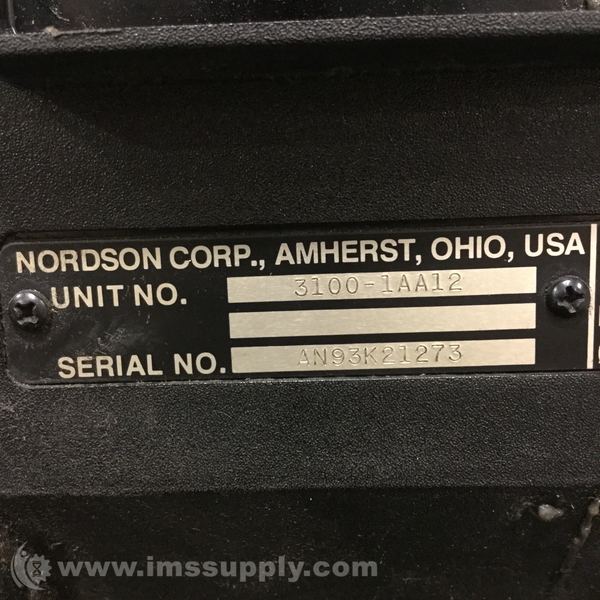 NORDSON CORP., AMHERST, OHIO, USA
UNIT NO. 3100-1AA12
SERIAL NO. AN93K21273
www.imssupply.com